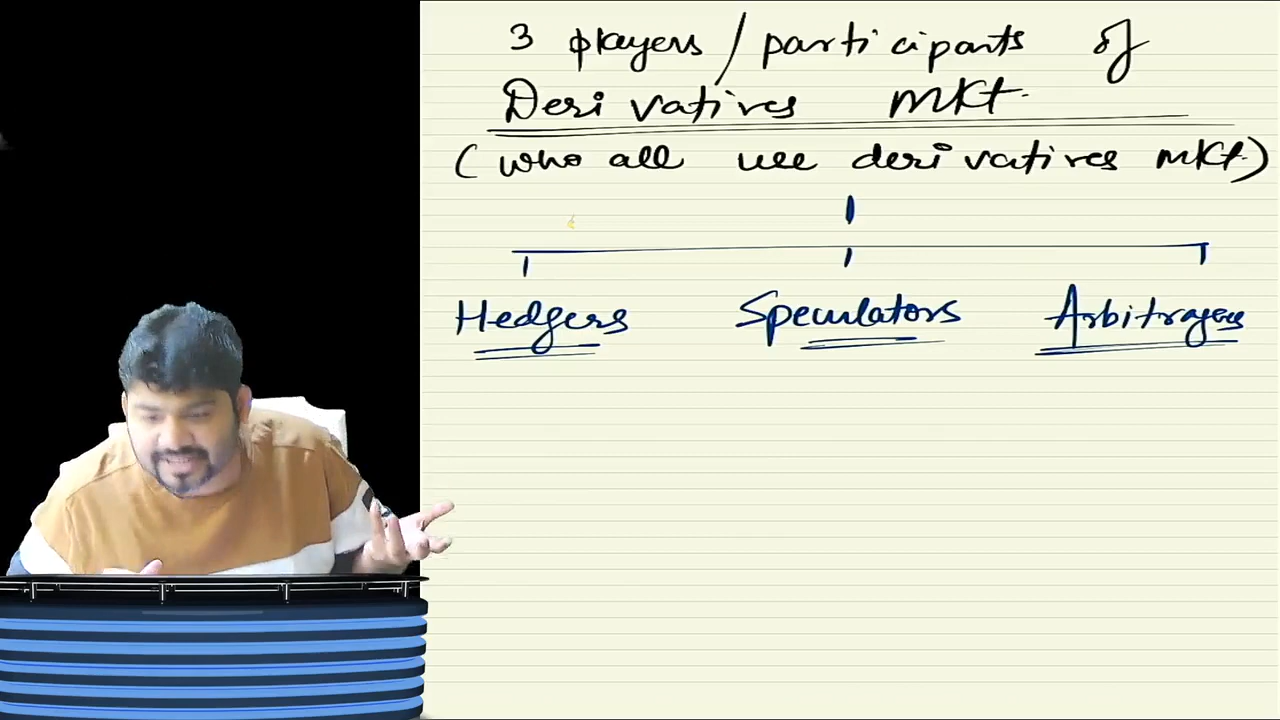 3 players / participants of
Derivatives mkt.
(who all use derivatives mkt.)
Hedgers Speculators Arbitragers